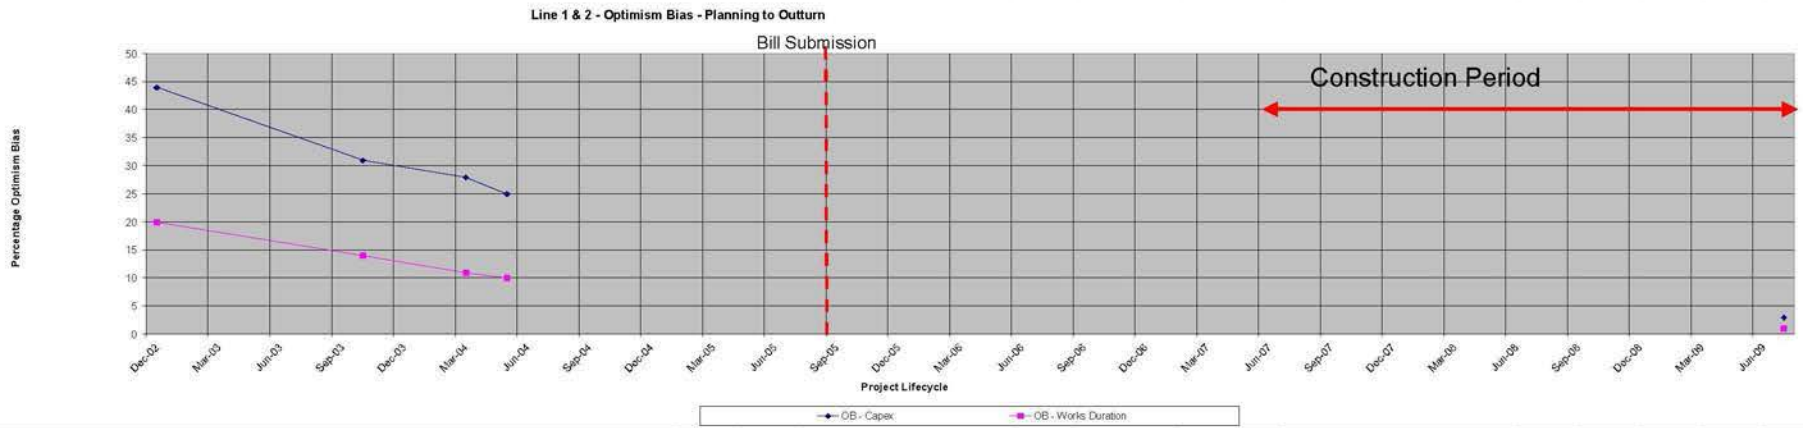 Line 1 & 2 - Optimism Bias - Planning to Outturn
Bill Submission
Construction Period
Percentage Optimism Bias
50
45
40
35
30
25
20
15
10
5
0
Dec-02 Mar-03 Jun-03 Sep-03 Dec-03 Mar-04 Jun-04 Sep-04 Dec-04 Mar-05 Jun-05 Sep-05 Dec-05 Mar-06 Jun-06 Sep-06 Dec-06 Mar-07 Jun-07 Sep-07 Dec-07 Mar-08 Jun-08 Sep-08 Dec-08 Mar-09 Jun-09
Project Lifecycle
OB - Capex OB - Works Duration